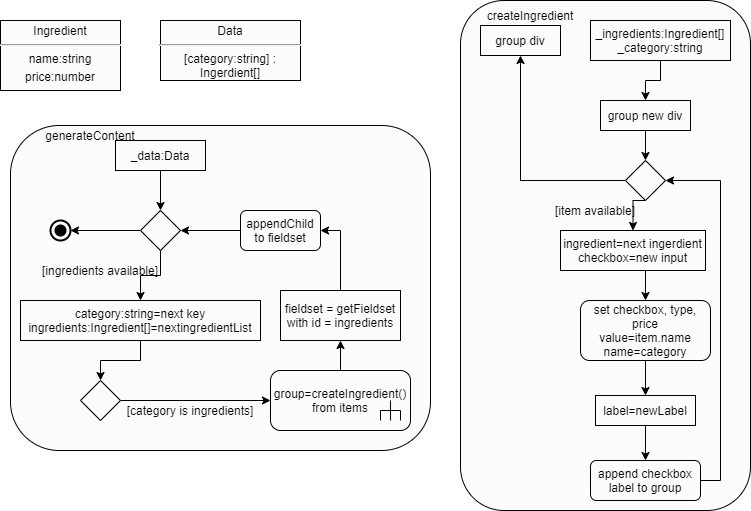 Ingredient
name:string
price:number
Data
[category:string] :
Ingerdient[]
generateContent
_data:Data
appendChild
to fieldset
[ingredients available]
category:string=next key
ingredients:Ingredient[]=nextingredientList
fieldset = getFieldset
with id = ingredients
[category is ingredients]
group=createIngredient()
from items
createIngredient
group div
_ingredients:Ingredient[]
_category:string
group new div
[item available]
ingredient=next ingerdient
checkbox=new input
set checkbox, type,
price
value=item.name
name=category
label=newLabel
append checkbox
label to group